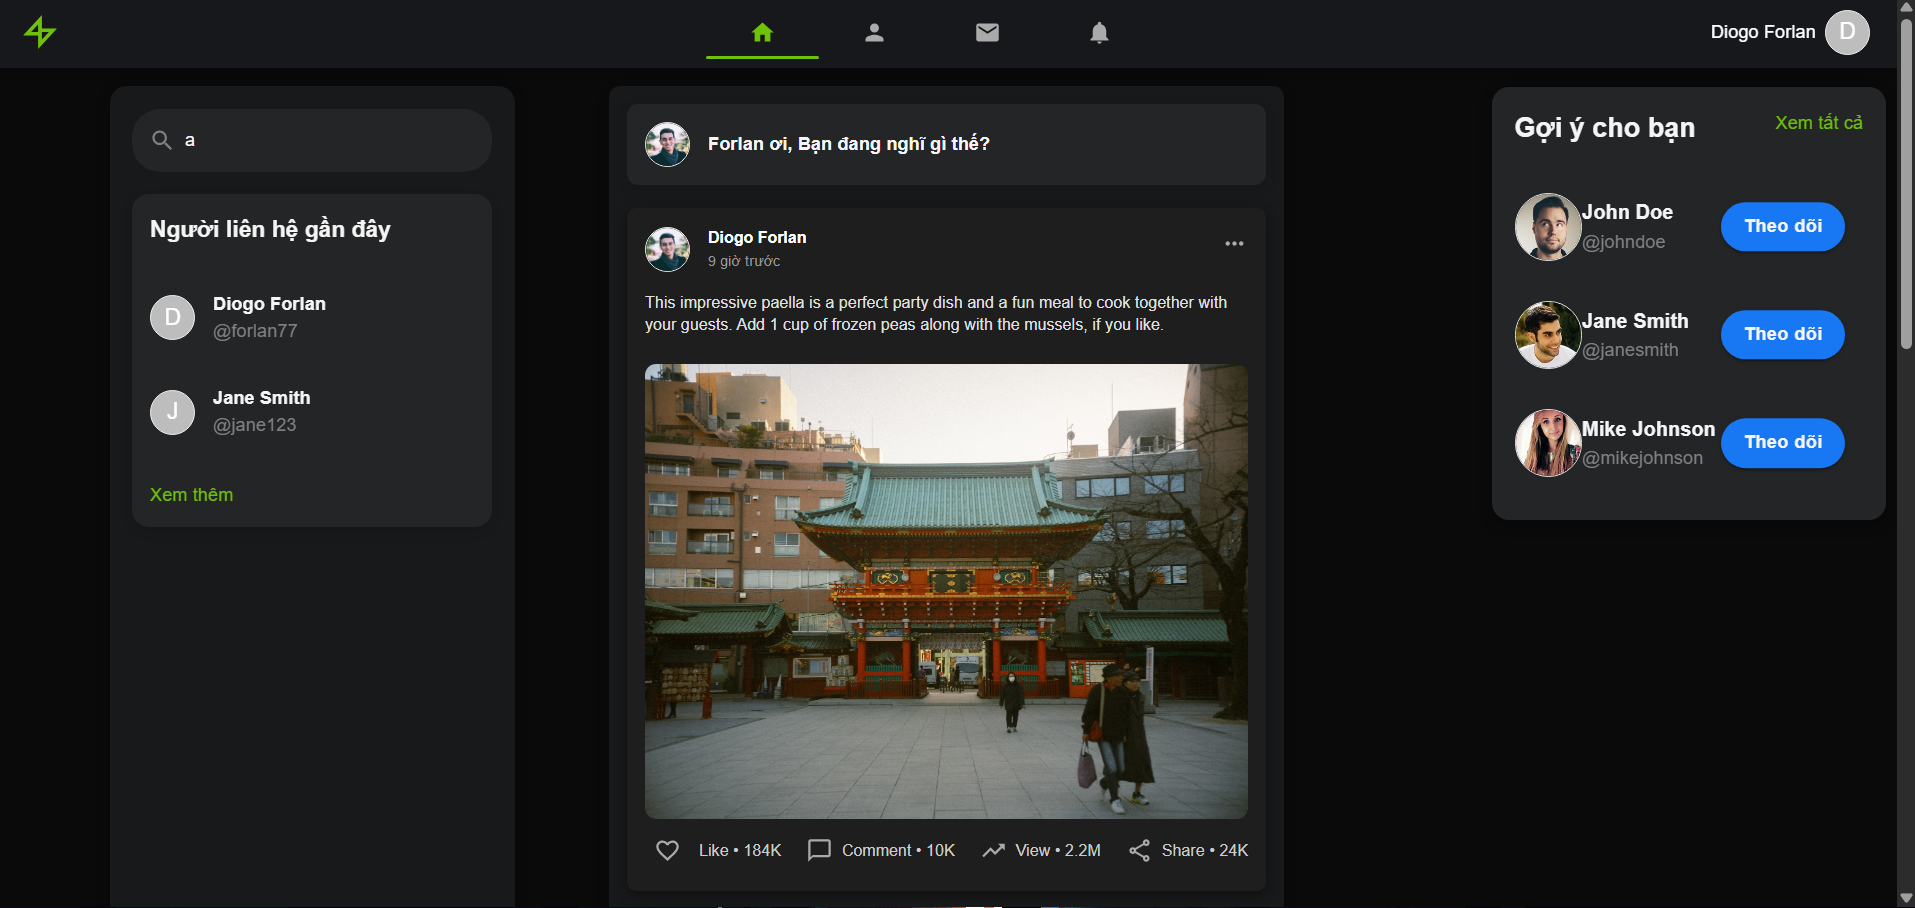 Diogo Forlan
D
a
Người liên hệ gần đây
D
Diogo Forlan
@forlan77
J
Jane Smith
@jane123
Xem thêm
Forlan ơi, Bạn đang nghĩ gì thế?
Diogo Forlan
9 giờ trước
This impressive paella is a perfect party dish and a fun meal to cook together with
your guests. Add 1 cup of frozen peas along with the mussels, if you like.
Like • 184K
Comment • 10K
View • 2.2M
Share • 24K
Gợi ý cho bạn
Xem tất cả
John Doe
@johndoe
Theo dõi
Jane Smith
@janesmith
Theo dõi
Mike Johnson
@mikejohnson
Theo dõi